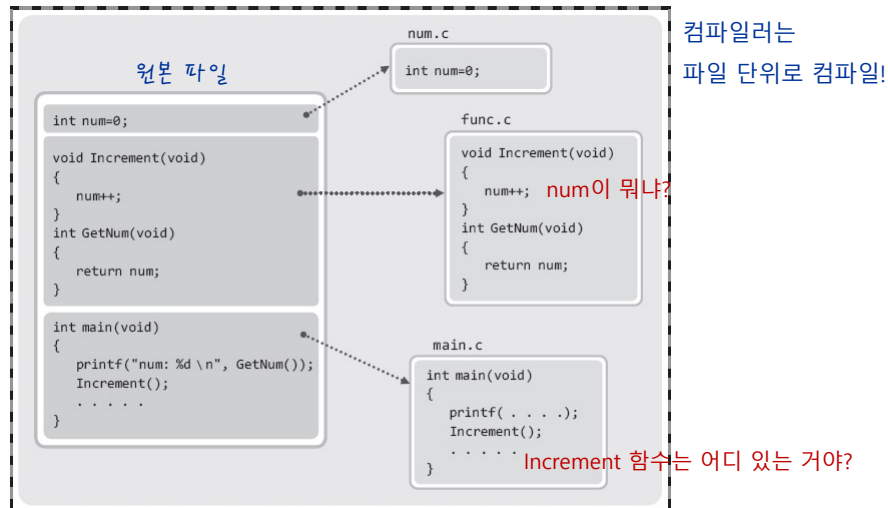 컴파일러는
파일 단위로 컴파일!
원본 파일
int num=0;
void Increment(void)
{
num++;
}
int GetNum(void)
{
return num;
}
int main(void)
{
printf("num: %d \n", GetNum());
Increment();
. . . . .
}
num.c
int num=0;
func.c
void Increment(void)
{
num++;
num이 뭐냐?
}
int GetNum(void)
{
return num;
}
main.c
int main(void)
{
printf( . . . .);
Increment();
. . . . .
Increment 함수는 어디 있는 거야?
}